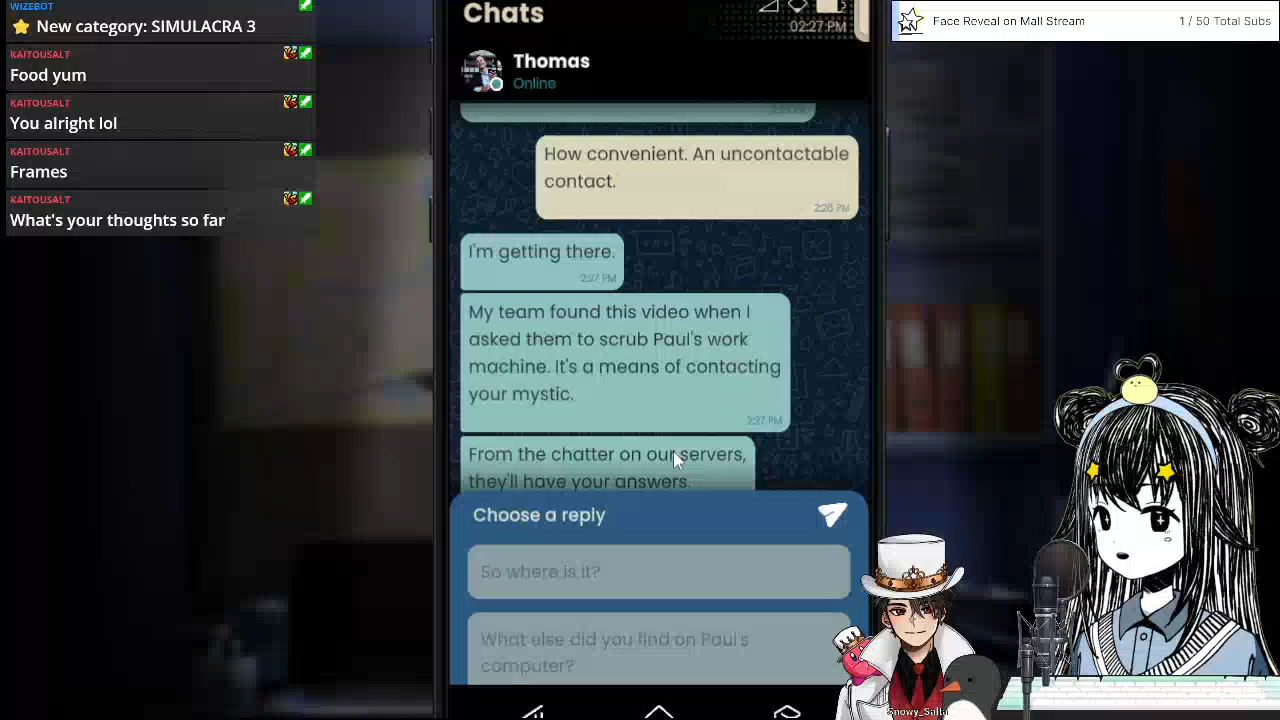 WIZEBOT
New category: SIMULACRA 3
KAITOUSALT
Food yum
KAITOUSALT
You alright lol
KAITOUSALT
Frames
KAITOUSALT
What's your thoughts so far
Chats
02:27 PM
Thomas
Online
How convenient. An uncontactable
contact.
2:26 PM
I'm getting there.
2:27 PM
My team found this video when I
asked them to scrub Paul's work
machine. It's a means of contacting
your mystic.
2:27 PM
From the chatter on our servers,
they'll have your answers.
Choose a reply
So where is it?
What else did you find on Paul's
computer?
Face Reveal on Mall Stream
1 / 50 Total Subs